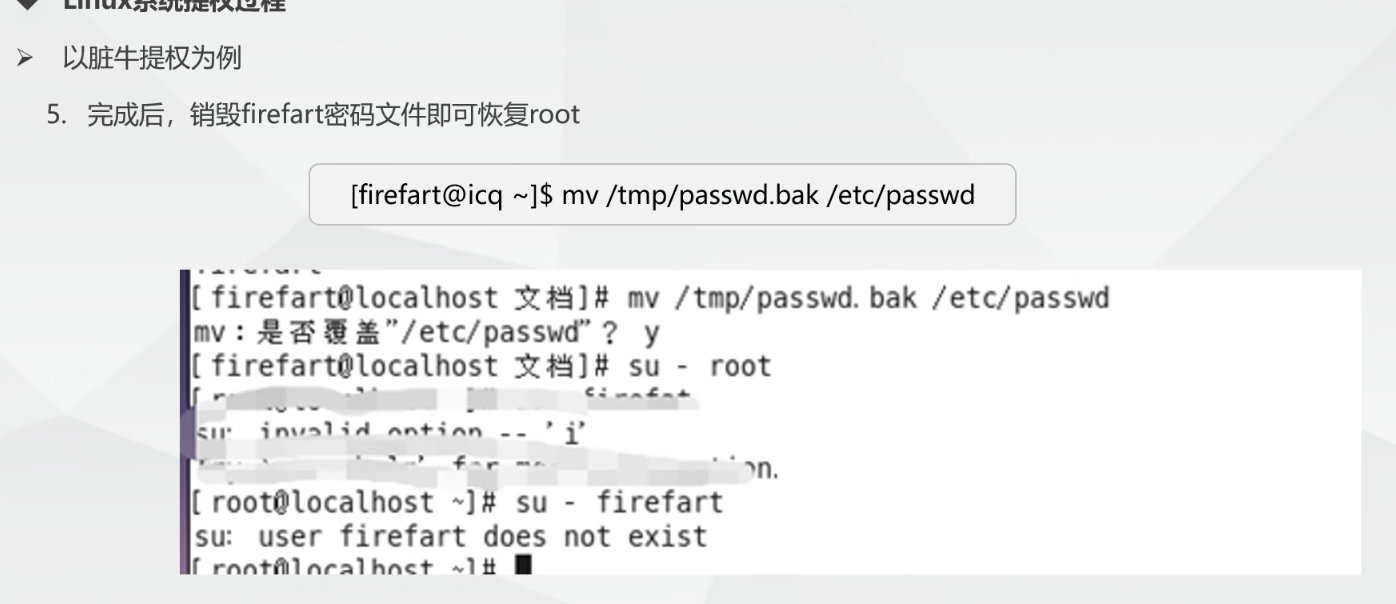 Linux系统提权过程
以脏牛提权为例
5. 完成后，销毁firefart密码文件即可恢复root
[firefart@icq ~]$ mv /tmp/passwd.bak /etc/passwd
firefart
[firefart@localhost 文档]# mv /tmp/passwd.bak /etc/passwd
mv：是否覆盖"/etc/passwd"？ y
[firefart@localhost 文档]# su - root
su: invalid option -- 'i'
[root@localhost ~]# su - firefart
su: user firefart does not exist
[root@localhost ~]#